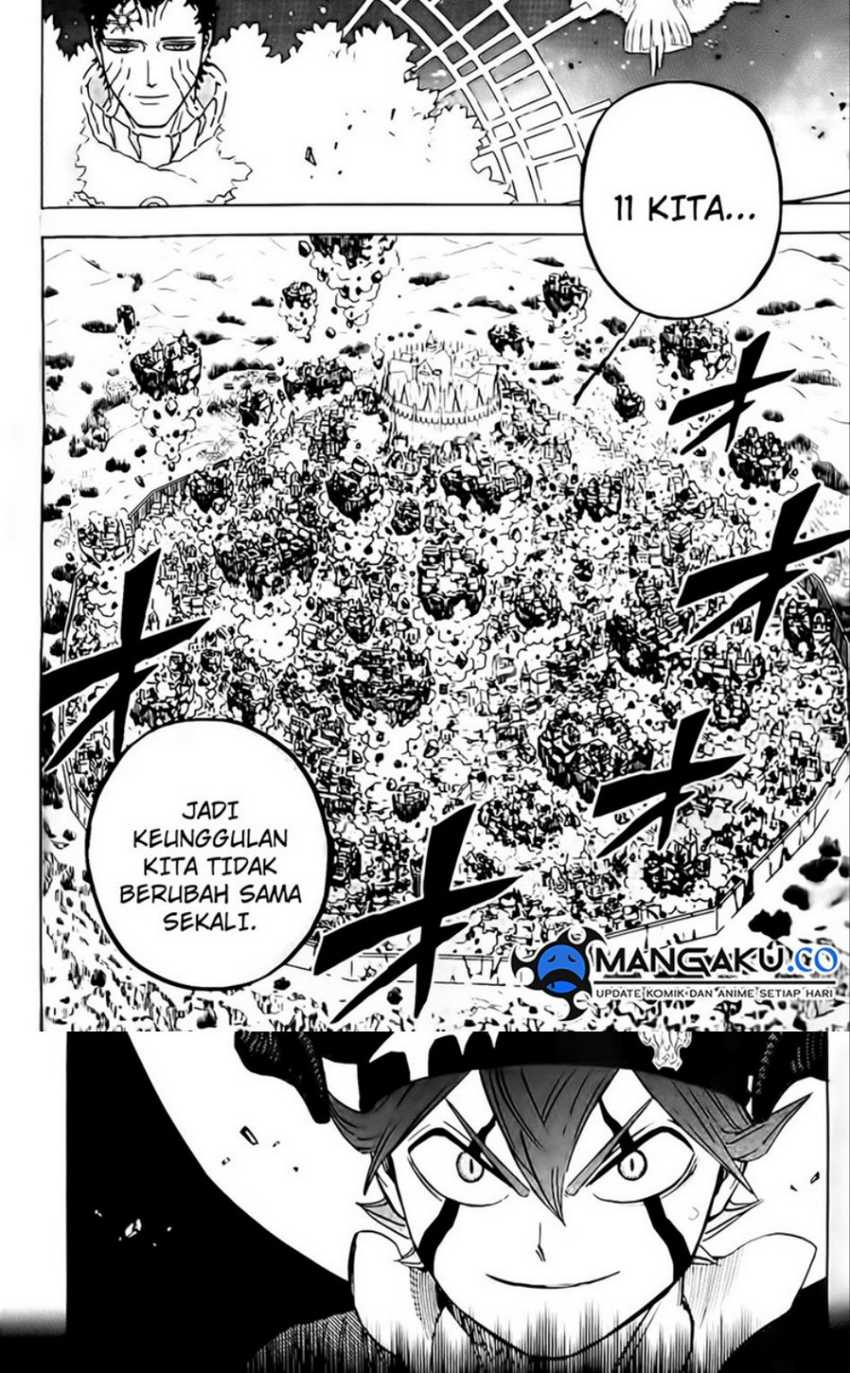 11 KITA...
JADI
KEUNGGULAN
KITA TIDAK
BERUBAH SAMA
SEKALI.
MANGAKU.CO
UPDATE KOMIK DAN ANIME SETIAP HARI